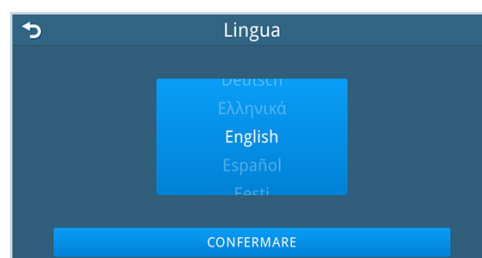 Lingua
Deutsch
Ελληνικά
English
Español
Eesti
CONFERMARE